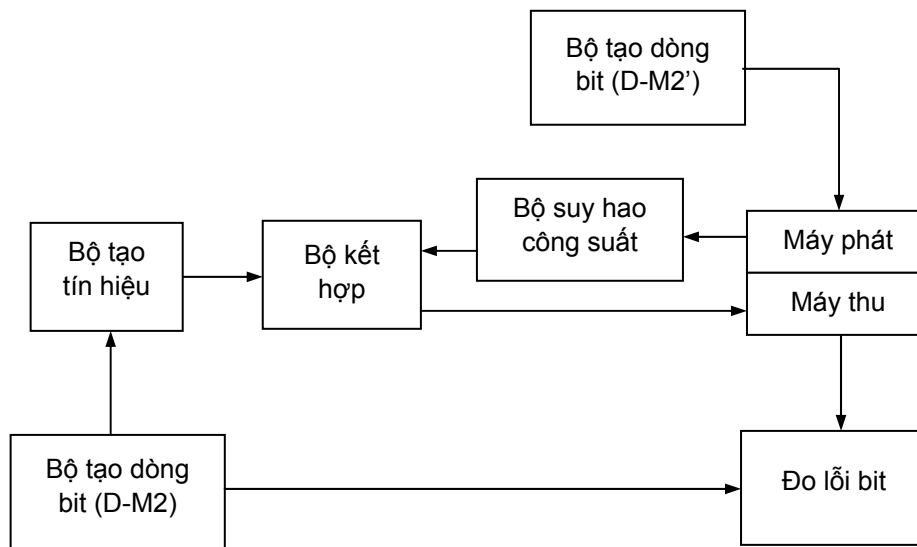 Bộ tạo dòng
bit (D-M2’)
Bộ suy hao
công suất
Máy phát
Bộ tạo
tín hiệu
Bộ kết
hợp
Máy thu
Bộ tạo dòng
bit (D-M2)
Đo lỗi bit